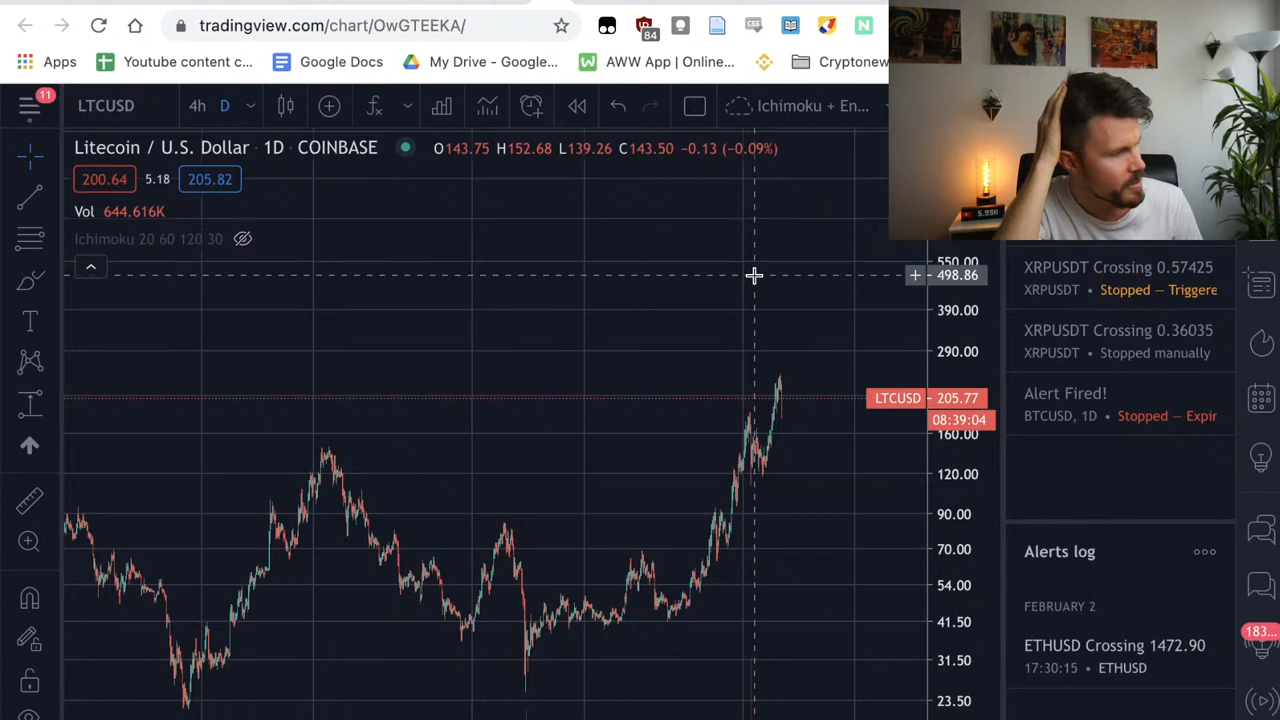 tradingview.com/chart/OwGTEEKA/
84
CSS
N
Apps
Youtube content c...
Google Docs
My Drive - Google...
AWW App | Online...
Cryptonew
11
LTCUSD
4h
D
Ichimoku + En...
Litecoin / U.S. Dollar · 1D · COINBASE
O143.75 H152.68 L139.26 C143.50 −0.13 (−0.09%)
200.64
5.18
205.82
Vol 644.616K
Ichimoku 20 60 120 30
5.99K
550.00
498.86
390.00
290.00
LTCUSD
205.77
08:39:04
160.00
120.00
90.00
70.00
54.00
41.50
31.50
23.50
XRPUSDT Crossing 0.57425
XRPUSDT • Stopped — Triggere
XRPUSDT Crossing 0.36035
XRPUSDT • Stopped manually
Alert Fired!
BTCUSD, 1D • Stopped — Expir
Alerts log
FEBRUARY 2
ETHUSD Crossing 1472.90
17:30:15 • ETHUSD
183...